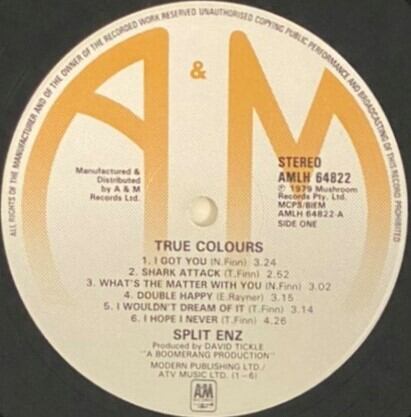 ALL RIGHTS OF THE MANUFACTURER AND OF THE OWNER OF THE RECORDED WORK RESERVED UNAUTHORISED COPYING PUBLIC PERFORMANCE AND BROADCASTING OF THIS RECORD PROHIBITED
A & M
Manufactured &
Distributed
by A & M
Records Ltd.
STEREO
AMLH 64822
℗ 1979 Mushroom
Records Pty. Ltd.
MCPS/BIEM
AMLH 64822-A
SIDE ONE
TRUE COLOURS
1. I GOT YOU (N.Finn) 3.24
2. SHARK ATTACK (T.Finn) 2.52
3. WHAT'S THE MATTER WITH YOU (N.Finn) 3.02
4. DOUBLE HAPPY (E.Rayner) 3.15
5. I WOULDN'T DREAM OF IT (T.Finn) 3.14
6. I HOPE I NEVER (T.Finn) 4.26
SPLIT ENZ
Produced by DAVID TICKLE
"A BOOMERANG PRODUCTION"
MODERN PUBLISHING LTD./
ATV MUSIC LTD. (1-6)
A&M